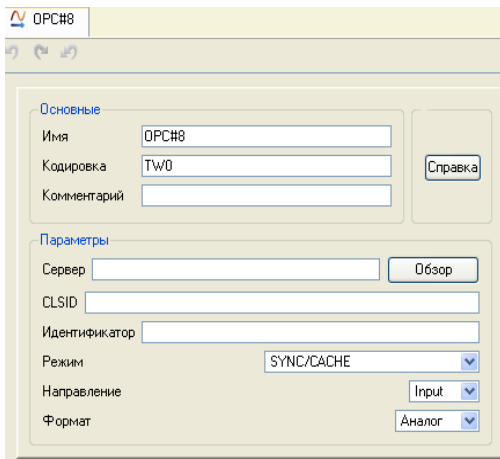 OPC#8
Основные
Имя OPC#8
Кодировка TWO
Комментарий
Справка
Параметры
Сервер Обзор
CLSID
Идентификатор
Режим SYNC/CACHE
Направление Input
Формат Аналог